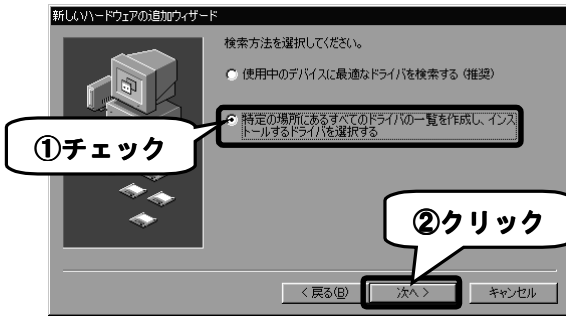 新しいハードウェアの追加ウィザード
検索方法を選択してください。
使用中のデバイスに最適なドライバを検索する (推奨)
特定の場所にあるすべてのドライバの一覧を作成し、インス
トールするドライバを選択する
①チェック
②クリック
< 戻る(B)
次へ >
キャンセル